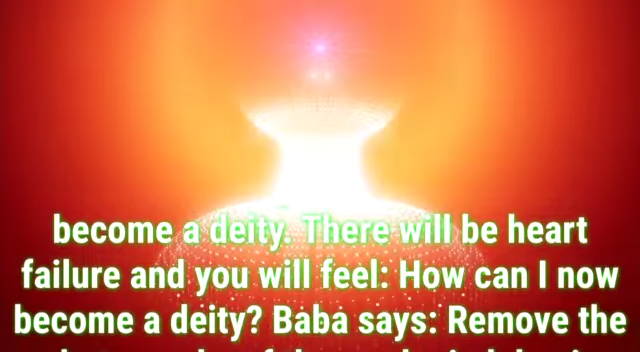 become a deity. There will be heart
failure and you will feel: How can I now
become a deity? Baba says: Remove the